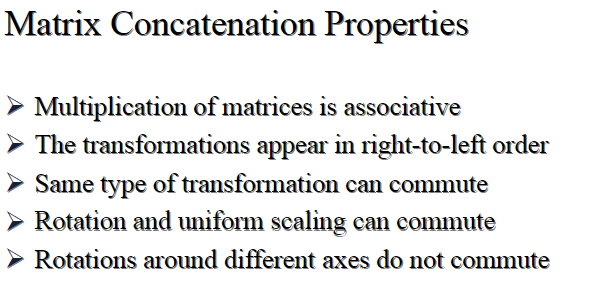 Matrix Concatenation Properties
➢ Multiplication of matrices is associative
➢ The transformations appear in right-to-left order
➢ Same type of transformation can commute
➢ Rotation and uniform scaling can commute
➢ Rotations around different axes do not commute